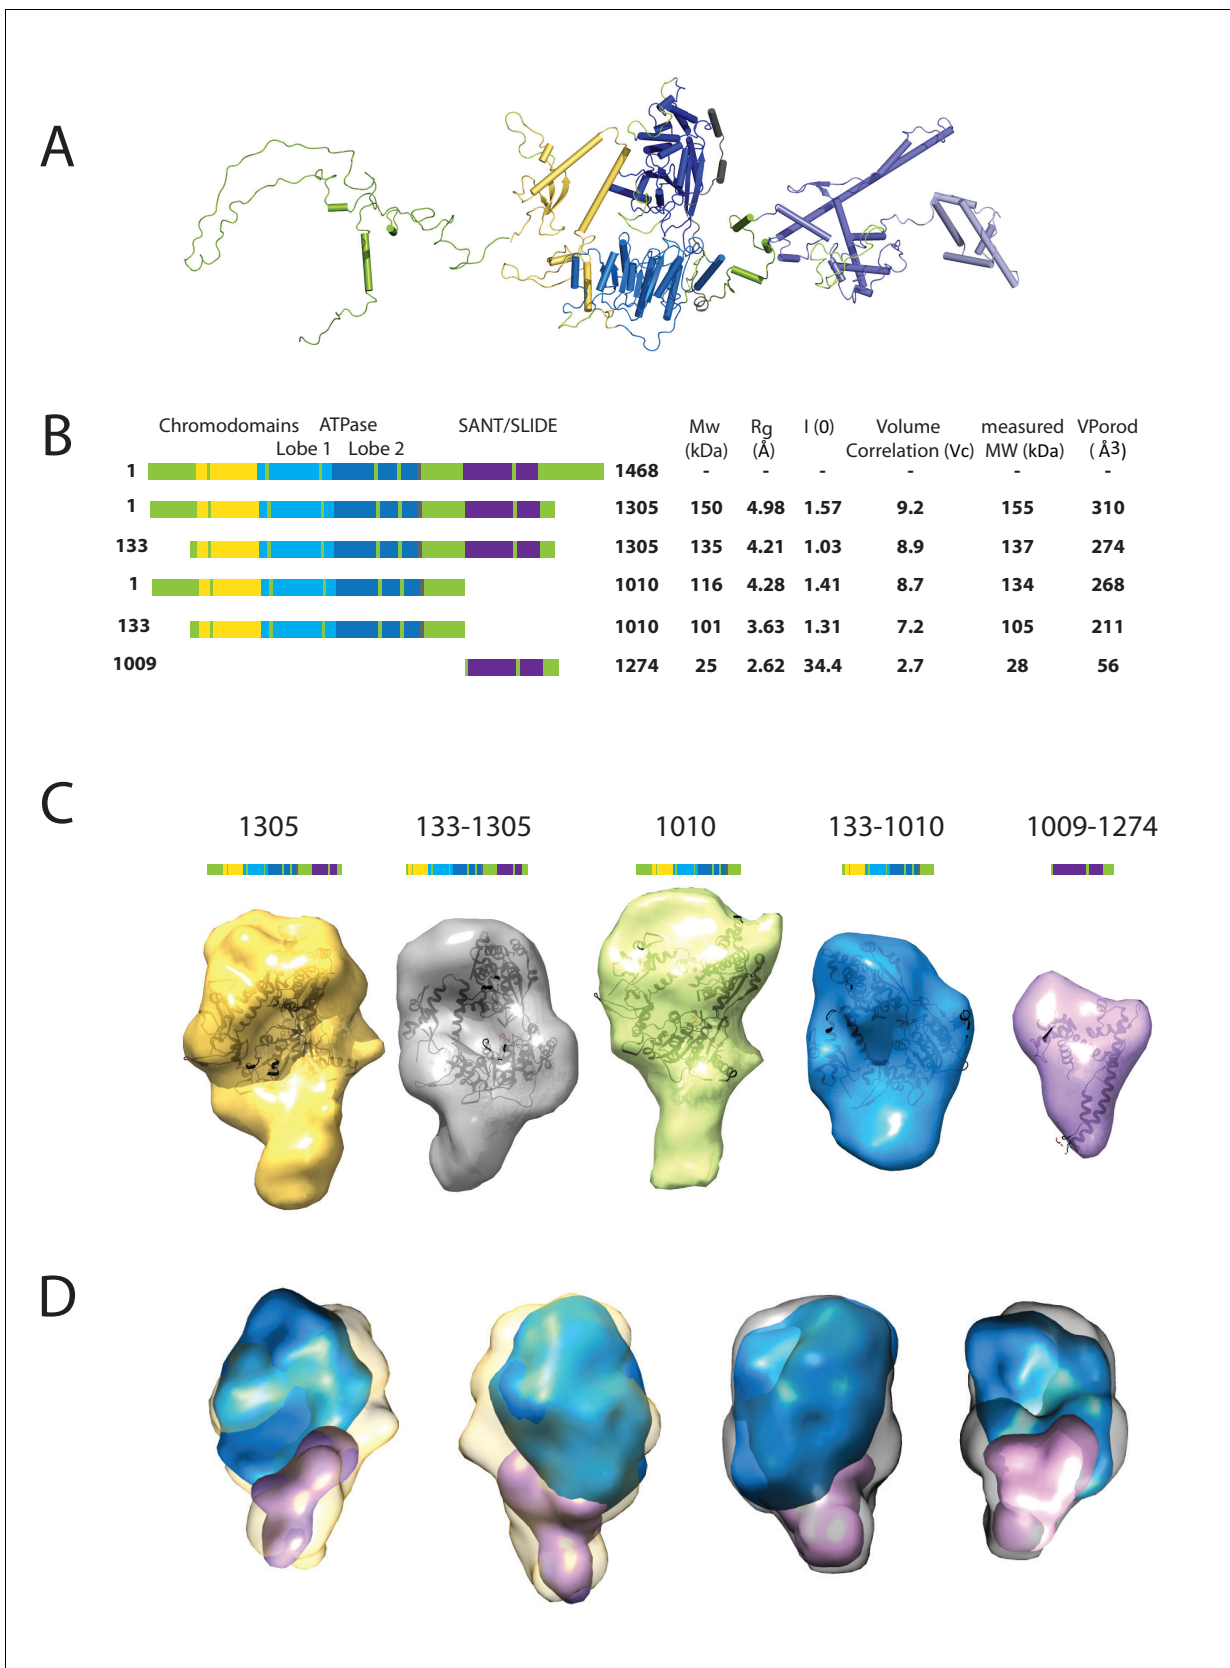 A
B
Chromodomains ATPase SANT/SLIDE Mw Rg I (0) Volume measured VPorod
Lobe 1 Lobe 2 (kDa) (Å) Correlation (Vc) MW (kDa) ( Å3)
1 1468 - - - - - -
1 1305 150 4.98 1.57 9.2 155 310
133 1305 135 4.21 1.03 8.9 137 274
1 1010 116 4.28 1.41 8.7 134 268
133 1010 101 3.63 1.31 7.2 105 211
1009 1274 25 2.62 34.4 2.7 28 56
C
1305 133-1305 1010 133-1010 1009-1274
D